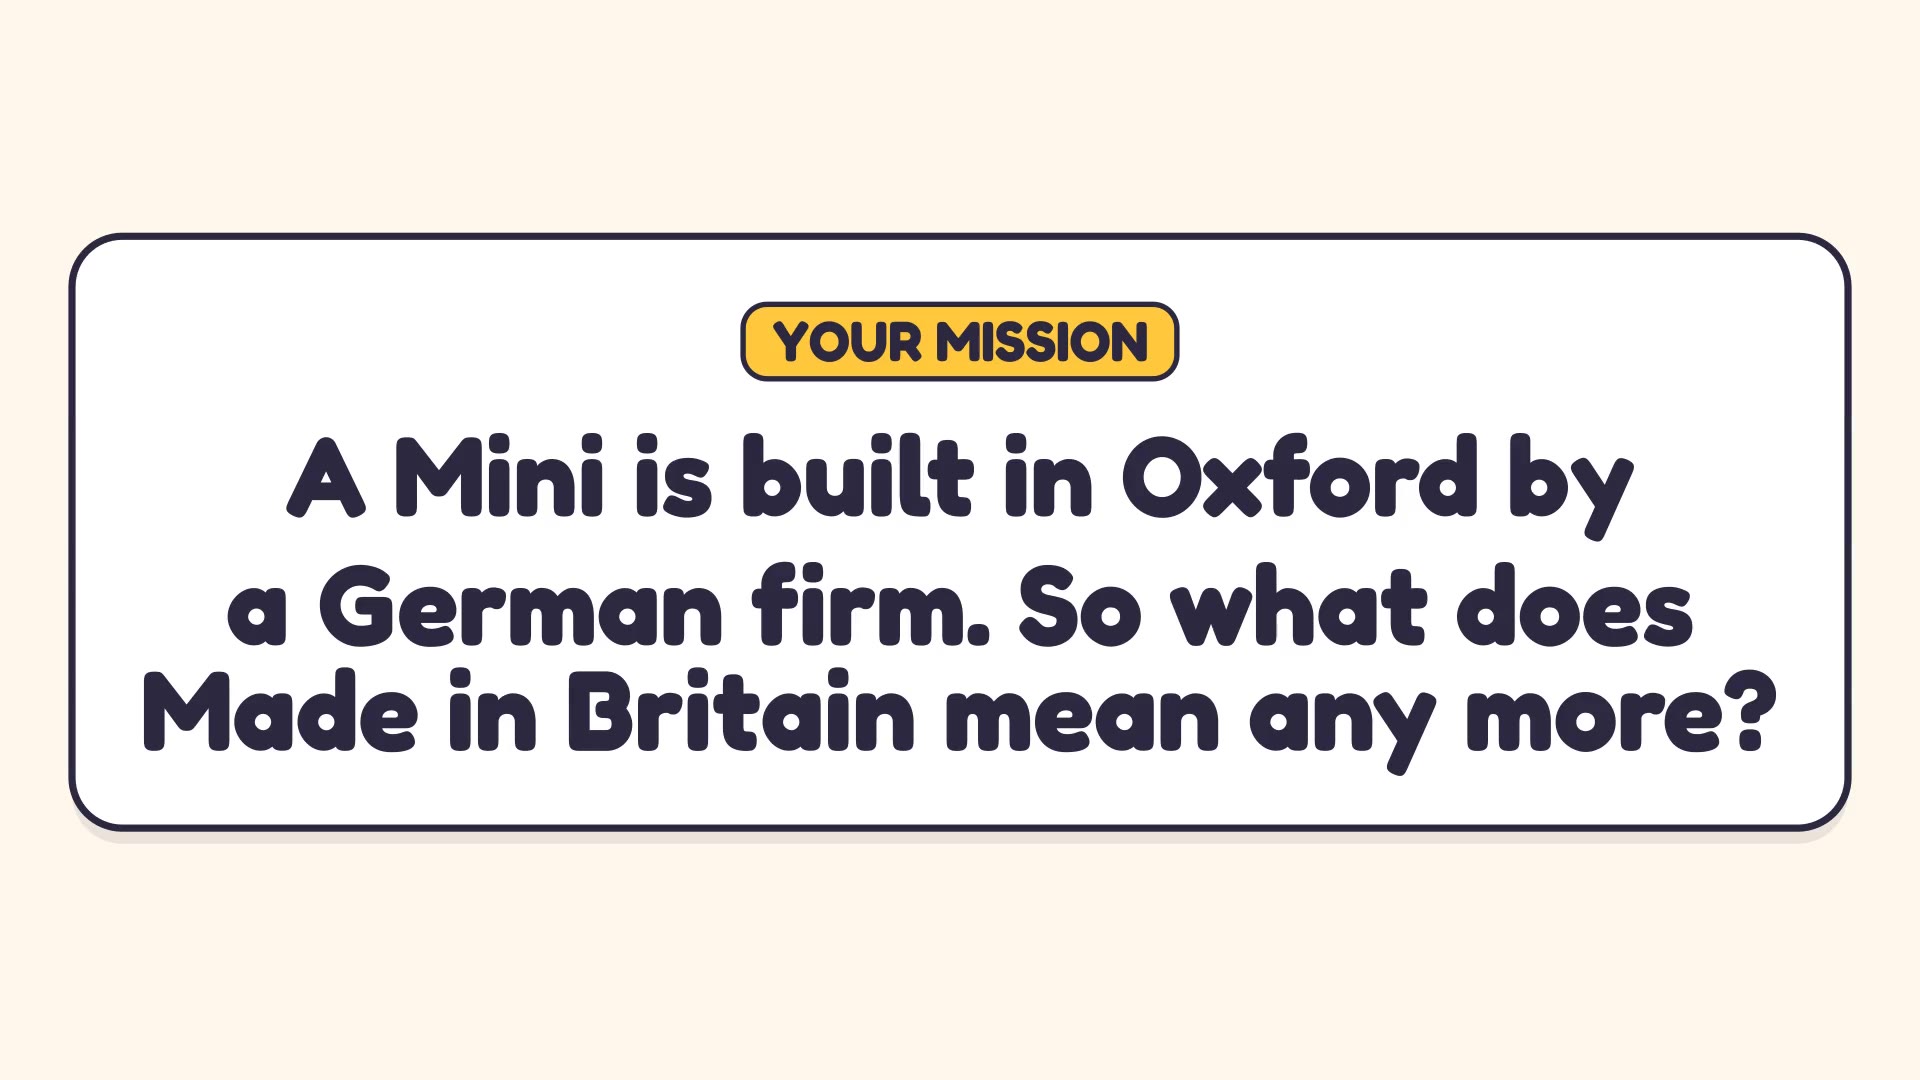 YOUR MISSION
A Mini is built in Oxford by
a German firm. So what does
Made in Britain mean any more?